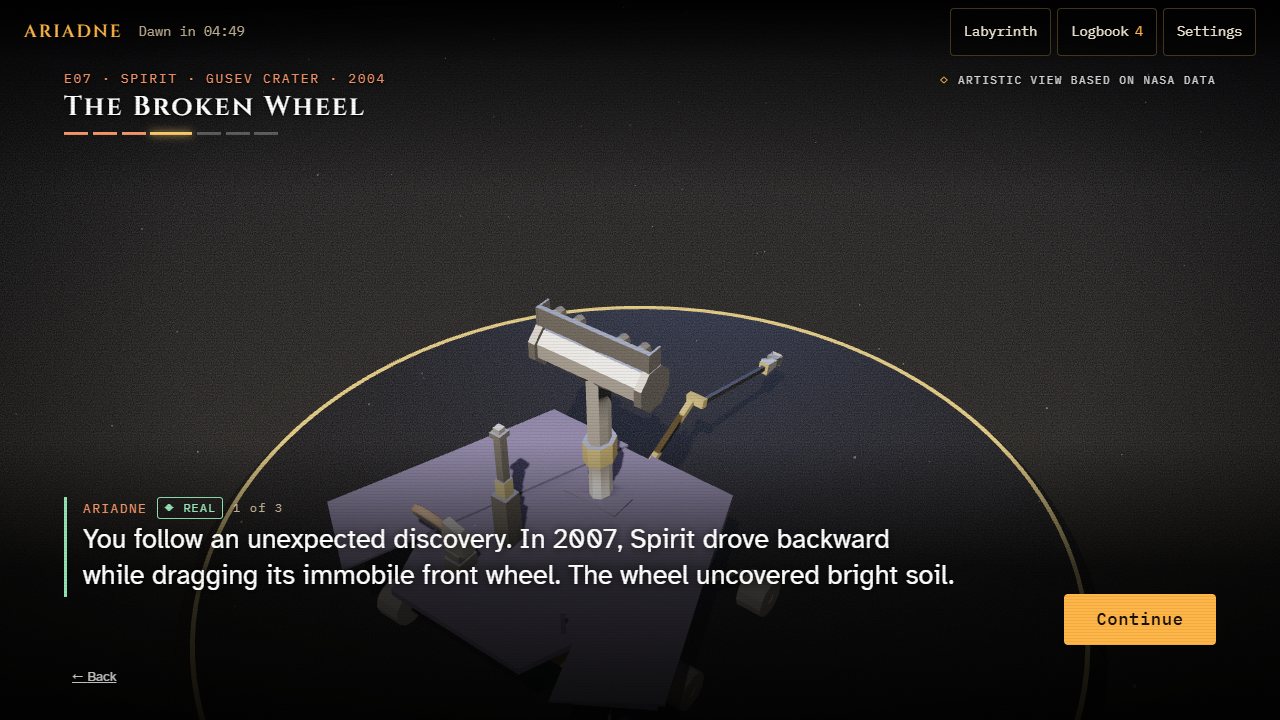 ARIADNE Dawn in 04:49 Labyrinth Logbook 4 Settings
E07 · SPIRIT · GUSEV CRATER · 2004
◇ ARTISTIC VIEW BASED ON NASA DATA
The Broken Wheel
ARIADNE ◆ REAL 1 of 3
You follow an unexpected discovery. In 2007, Spirit drove backward
while dragging its immobile front wheel. The wheel uncovered bright soil.
Continue
← Back